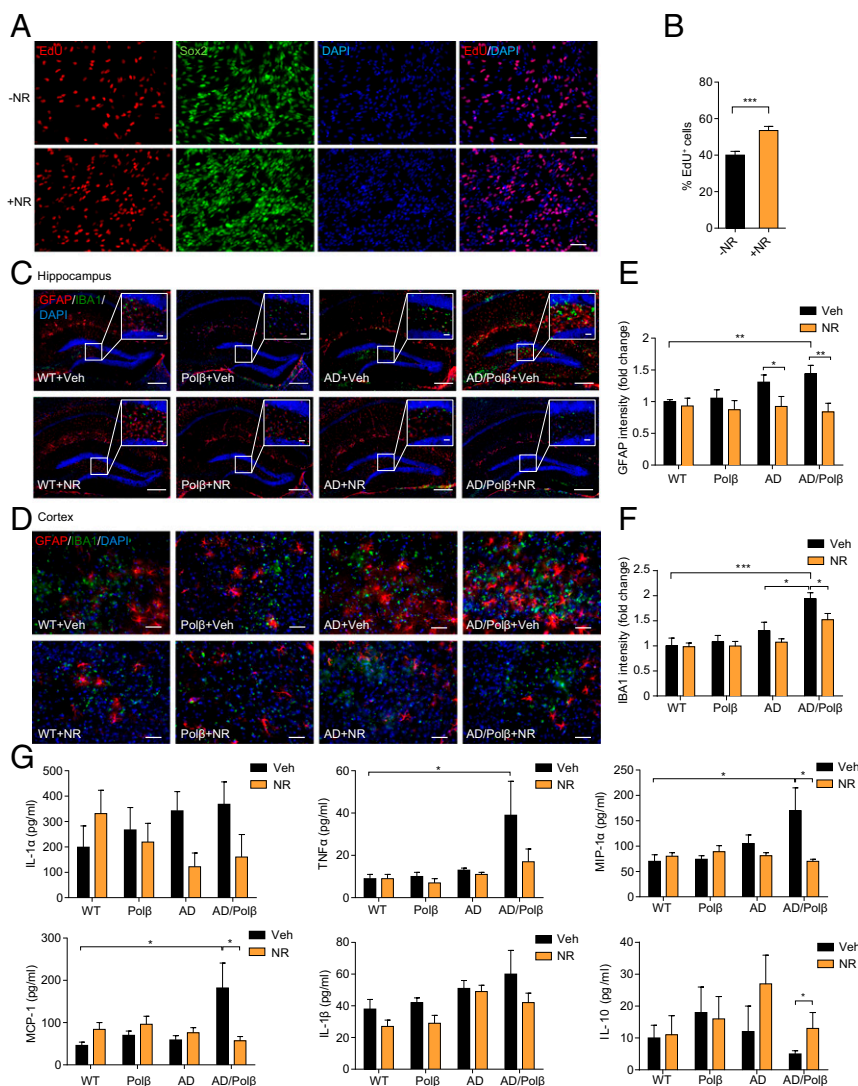 A
EdU
Sox2
DAPI
EdU/DAPI
-NR
+NR
B
***
% EdU⁺ cells
80
60
40
20
0
-NR
+NR
C Hippocampus
GFAP/IBA1/
DAPI
WT+Veh
Polβ+Veh
AD+Veh
AD/Polβ+Veh
WT+NR
Polβ+NR
AD+NR
AD/Polβ+NR
D Cortex
GFAP/IBA1/DAPI
WT+Veh
Polβ+Veh
AD+Veh
AD/Polβ+Veh
WT+NR
Polβ+NR
AD+NR
AD/Polβ+NR
E
Veh
NR
**
*
**
GFAP intensity (fold change)
2
1.5
1
0.5
0
WT Polβ AD AD/Polβ
F
Veh
NR
***
*
*
IBA1 intensity (fold change)
2.5
2
1.5
1
0.5
0
WT Polβ AD AD/Polβ
G
IL-1α (pg/ml)
500
400
300
200
100
0
WT Polβ AD AD/Polβ
Veh
NR
TNFα (pg/ml)
60
40
20
0
*
WT Polβ AD AD/Polβ
Veh
NR
MIP-1α (pg/ml)
250
200
150
100
50
0
*
*
WT Polβ AD AD/Polβ
Veh
NR
MCP-1 (pg/ml)
300
200
100
0
*
*
WT Polβ AD AD/Polβ
Veh
NR
IL-1β (pg/ml)
80
60
40
20
0
WT Polβ AD AD/Polβ
Veh
NR
IL-10 (pg/ml)
40
30
20
10
0
*
WT Polβ AD AD/Polβ
Veh
NR